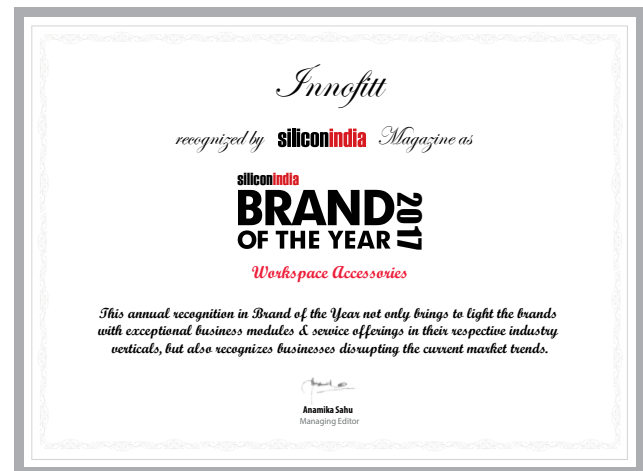 Innofitt
recognized by siliconindia Magazine as
siliconindia
BRAND 2017
OF THE YEAR
Workspace Accessories
This annual recognition in Brand of the Year not only brings to light the brands
with exceptional business modules & service offerings in their respective industry
verticals, but also recognizes businesses disrupting the current market trends.
Anamika Sahu
Managing Editor